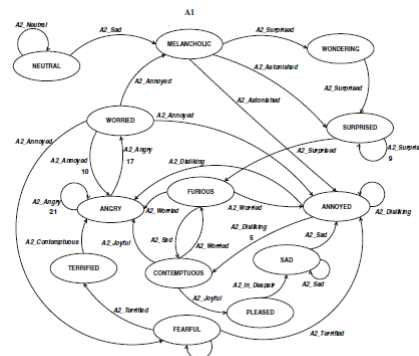 A1
A2_Neutral
A2_Sad
MELANCHOLIC
A2_Surprised
WONDERING
NEUTRAL
A2_Astonished
A2_Annoyed
A2_Astonished
A2_Surprised
WORRIED
A2_Annoyed
SURPRISED
A2_Annoyed
A2_Annoyed
10
A2_Angry
17
A2_Surprised
A2_Surpris
9
A2_Disliking
A2_Angry
21
ANGRY
FURIOUS
ANNOYED
A2_Worried
A2_Worried
A2_Disliking
A2_Disliking
5
A2_Contemptuous
A2_Joyful
A2_Sad
A2_Worried
A2_Sad
SAD
TERRIFIED
CONTEMPTUOUS
A2_In_Despair
A2_Sad
A2_Joyful
PLEASED
A2_Terrified
FEARFUL
A2_Terrified